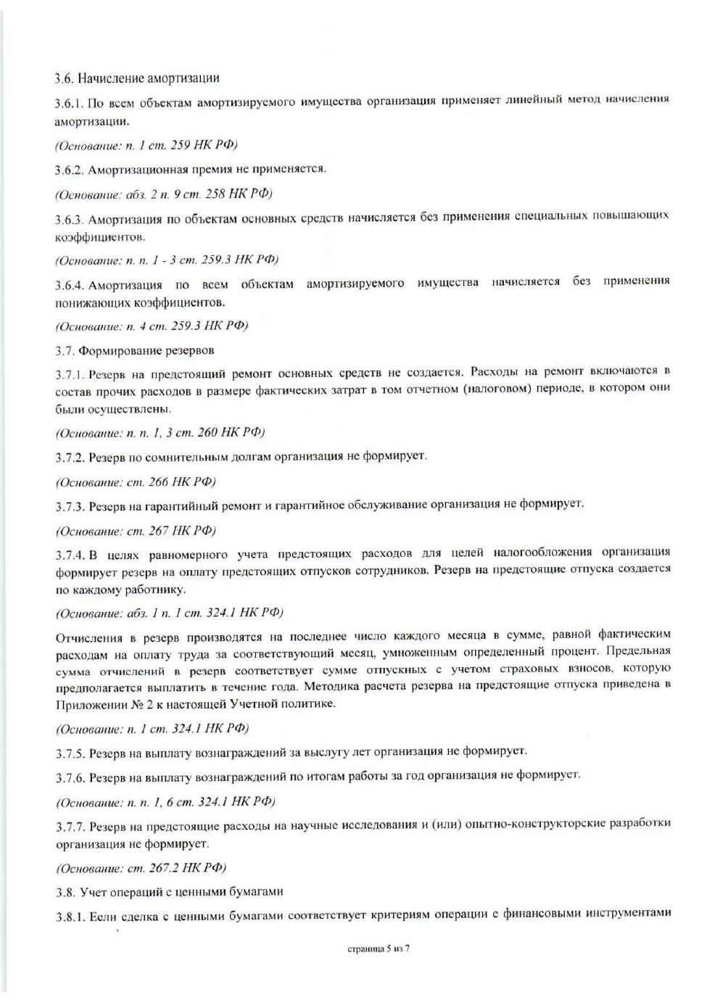 3.6. Начисление амортизации
3.6.1. По всем объектам амортизируемого имущества организация применяет линейный метод начисления
амортизации.
(Основание: п. 1 ст. 259 НК РФ)
3.6.2. Амортизационная премия не применяется.
(Основание: абз. 2 п. 9 ст. 258 НК РФ)
3.6.3. Амортизация по объектам основных средств начисляется без применения специальных повышающих
коэффициентов.
(Основание: п. п. 1 - 3 ст. 259.3 НК РФ)
3.6.4. Амортизация по всем объектам амортизируемого имущества начисляется без применения
понижающих коэффициентов.
(Основание: п. 4 ст. 259.3 НК РФ)
3.7. Формирование резервов
3.7.1. Резерв на предстоящий ремонт основных средств не создается. Расходы на ремонт включаются в
состав прочих расходов в размере фактических затрат в том отчетном (налоговом) периоде, в котором они
были осуществлены.
(Основание: п. п. 1, 3 ст. 260 НК РФ)
3.7.2. Резерв по сомнительным долгам организация не формирует.
(Основание: ст. 266 НК РФ)
3.7.3. Резерв на гарантийный ремонт и гарантийное обслуживание организация не формирует.
(Основание: ст. 267 НК РФ)
3.7.4. В целях равномерного учета предстоящих расходов для целей налогообложения организация
формирует резерв на оплату предстоящих отпусков сотрудников. Резерв на предстоящие отпуска создается
по каждому работнику.
(Основание: абз. 1 п. 1 ст. 324.1 НК РФ)
Отчисления в резерв производятся на последнее число каждого месяца в сумме, равной фактическим
расходам на оплату труда за соответствующий месяц, умноженным определенный процент. Предельная
сумма отчислений в резерв соответствует сумме отпускных с учетом страховых взносов, которую
предполагается выплатить в течение года. Методика расчета резерва на предстоящие отпуска приведена в
Приложении № 2 к настоящей Учетной политике.
(Основание: п. 1 ст. 324.1 НК РФ)
3.7.5. Резерв на выплату вознаграждений за выслугу лет организация не формирует.
3.7.6. Резерв на выплату вознаграждений по итогам работы за год организация не формирует.
(Основание: п. п. 1, 6 ст. 324.1 НК РФ)
3.7.7. Резерв на предстоящие расходы на научные исследования и (или) опытно-конструкторские разработки
организация не формирует.
(Основание: ст. 267.2 НК РФ)
3.8. Учет операций с ценными бумагами
3.8.1. Если сделка с ценными бумагами соответствует критериям операции с финансовыми инструментами
страница 5 из 7